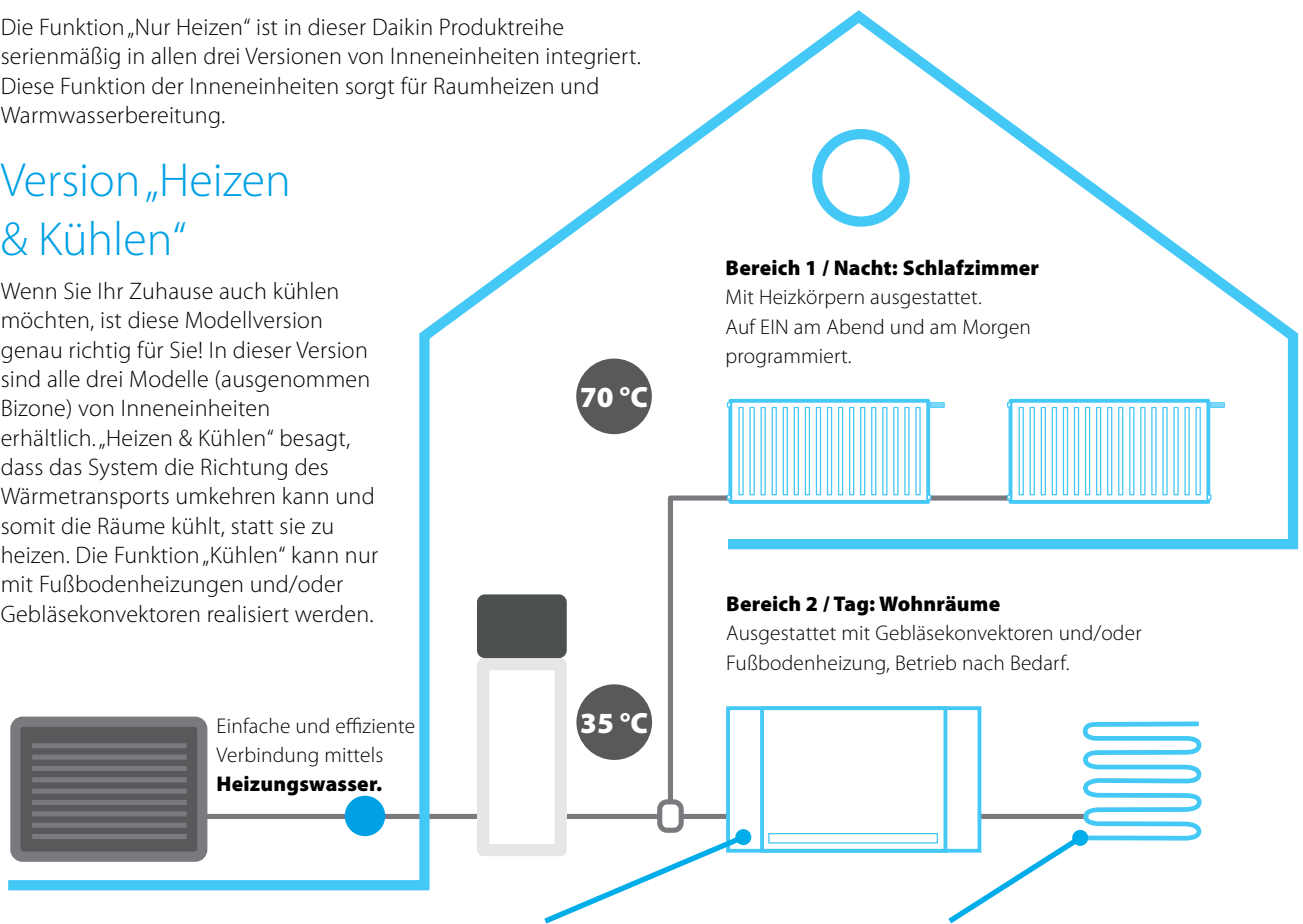 Die Funktion „Nur Heizen“ ist in dieser Daikin Produktreihe
serienmäßig in allen drei Versionen von Inneneinheiten integriert.
Diese Funktion der Inneneinheiten sorgt für Raumheizen und
Warmwasserbereitung.
Version „Heizen
& Kühlen“
Wenn Sie Ihr Zuhause auch kühlen
möchten, ist diese Modellversion
genau richtig für Sie! In dieser Version
sind alle drei Modelle (ausgenommen
Bizone) von Inneneinheiten
erhältlich. „Heizen & Kühlen“ besagt,
dass das System die Richtung des
Wärmetransports umkehren kann und
somit die Räume kühlt, statt sie zu
heizen. Die Funktion „Kühlen“ kann nur
mit Fußbodenheizungen und/oder
Gebläsekonvektoren realisiert werden.
Bereich 1 / Nacht: Schlafzimmer
Mit Heizkörpern ausgestattet.
Auf EIN am Abend und am Morgen
programmiert.
70 °C
Bereich 2 / Tag: Wohnräume
Ausgestattet mit Gebläsekonvektoren und/oder
Fußbodenheizung, Betrieb nach Bedarf.
35 °C
Einfache und effiziente
Verbindung mittels
Heizungswasser.